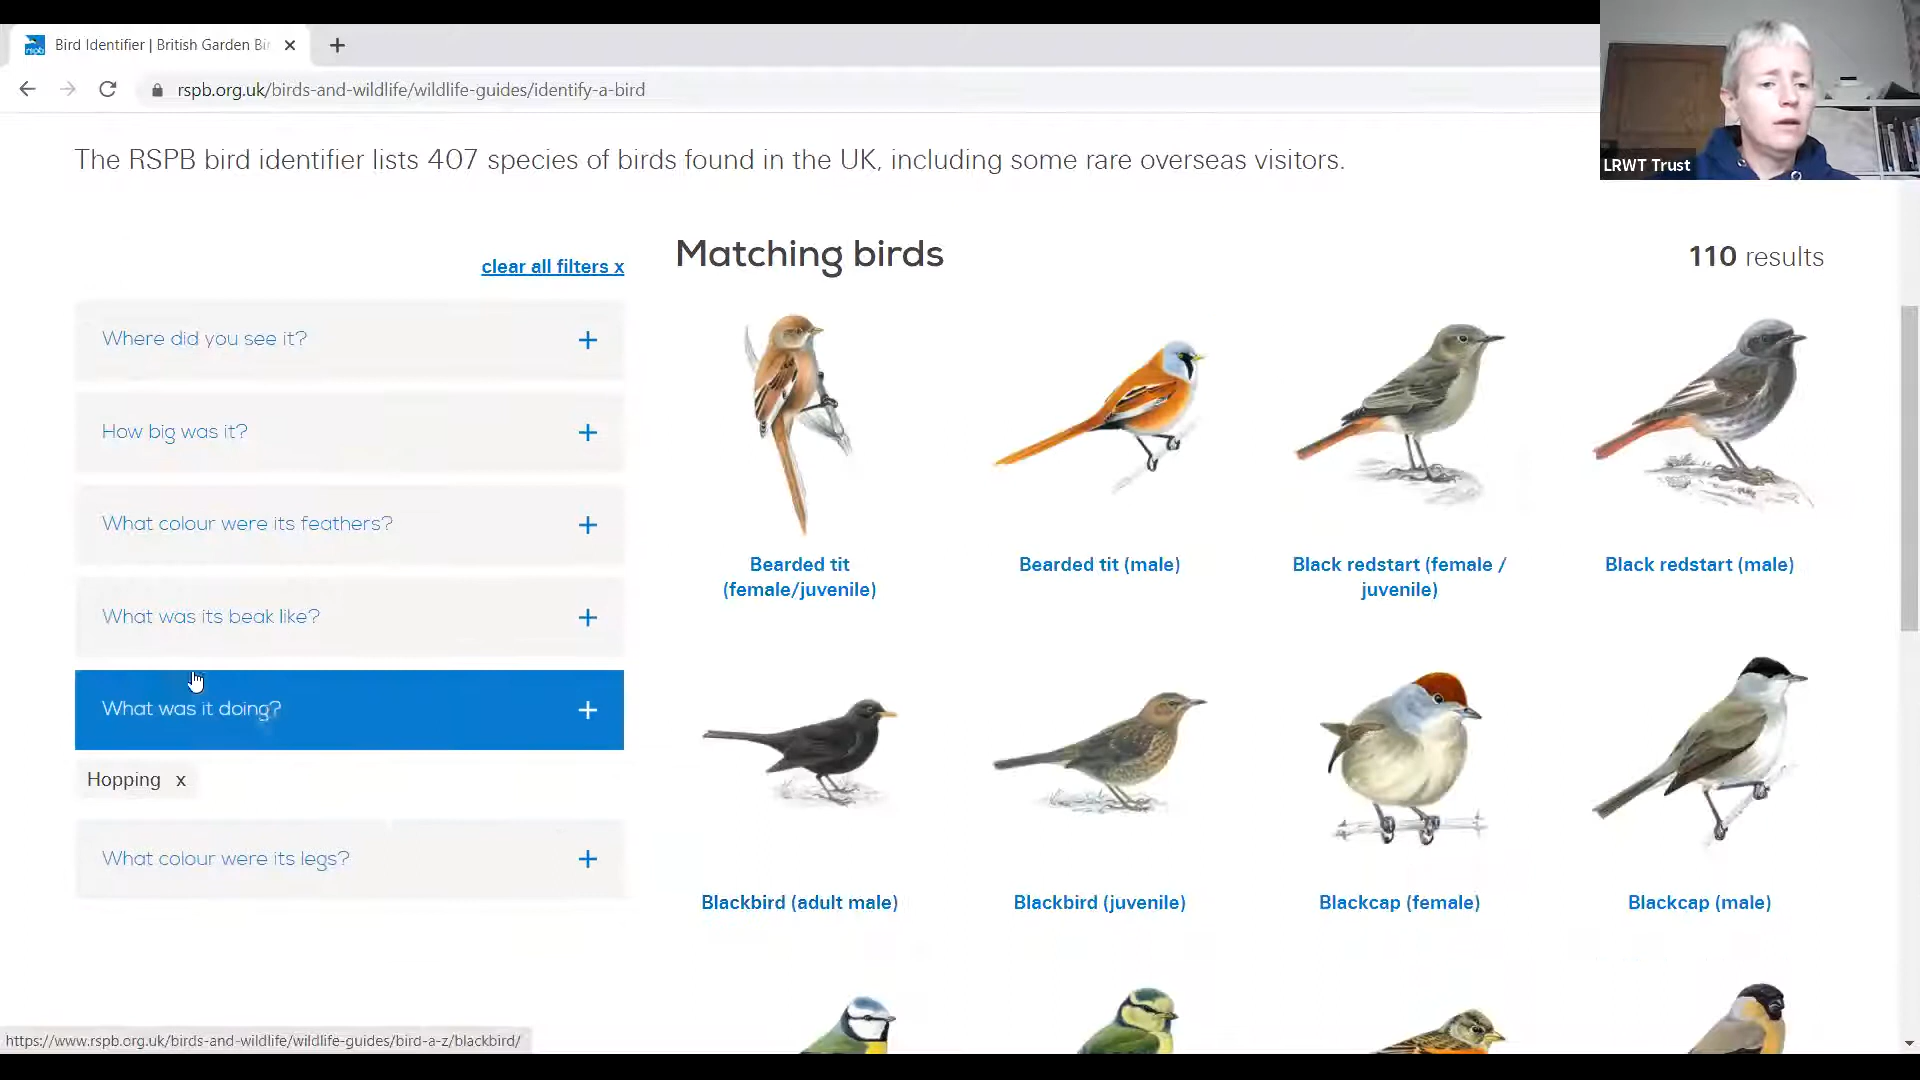 Bird Identifier | British Garden Bir
rspb.org.uk/birds-and-wildlife/wildlife-guides/identify-a-bird
LRWT Trust
The RSPB bird identifier lists 407 species of birds found in the UK, including some rare overseas visitors.
clear all filters x
Matching birds
110 results
Where did you see it?
How big was it?
What colour were its feathers?
What was its beak like?
What was it doing?
Hopping x
What colour were its legs?
Bearded tit
(female/juvenile)
Bearded tit (male)
Black redstart (female /
juvenile)
Black redstart (male)
Blackbird (adult male)
Blackbird (juvenile)
Blackcap (female)
Blackcap (male)
https://www.rspb.org.uk/birds-and-wildlife/wildlife-guides/bird-a-z/blackbird/